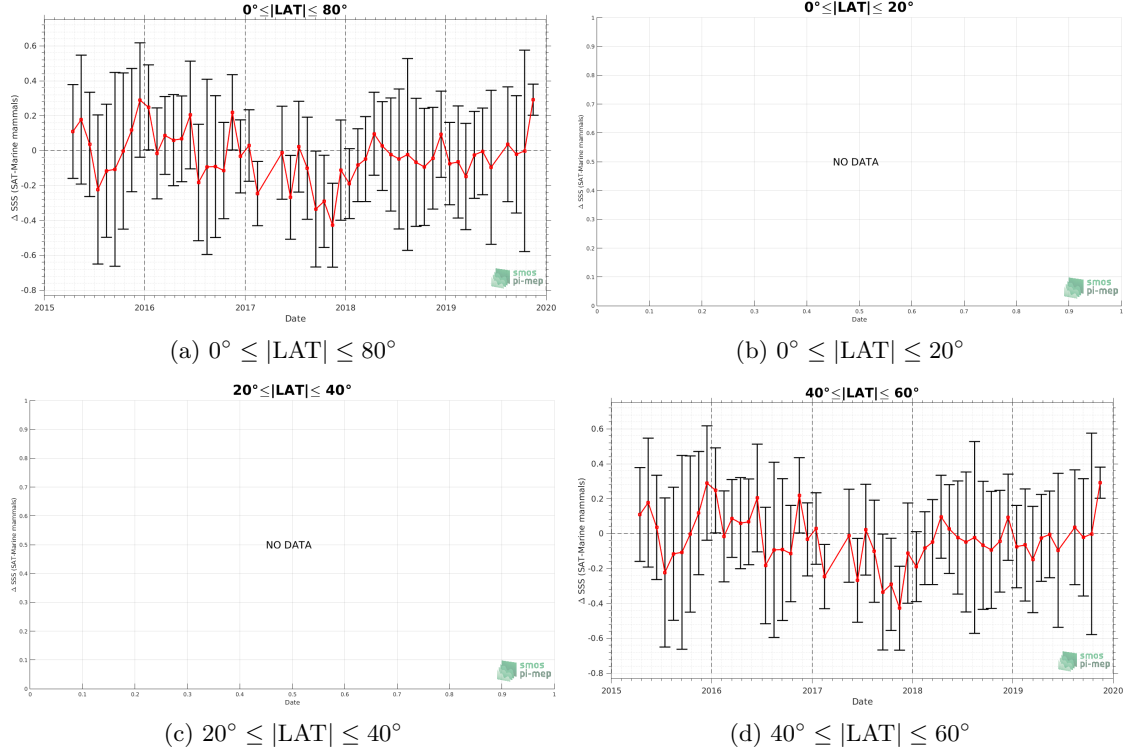 0°≤|LAT|≤ 80°
0.6
0.4
0.2
0
-0.2
-0.4
-0.6
-0.8
Δ SSS (SAT-Marine mammals)
2015
2016
2017
2018
2019
2020
Date
smos
pi-mep
(a) 0° ≤ |LAT| ≤ 80°
0°≤|LAT|≤ 20°
1
0.9
0.8
0.7
0.6
0.5
0.4
0.3
0.2
0.1
0
Δ SSS (SAT-Marine mammals)
NO DATA
0
0.1
0.2
0.3
0.4
0.5
0.6
0.7
0.8
0.9
1
Date
smos
pi-mep
(b) 0° ≤ |LAT| ≤ 20°
20°≤|LAT|≤ 40°
1
0.9
0.8
0.7
0.6
0.5
0.4
0.3
0.2
0.1
0
Δ SSS (SAT-Marine mammals)
NO DATA
0
0.1
0.2
0.3
0.4
0.5
0.6
0.7
0.8
0.9
1
Date
smos
pi-mep
(c) 20° ≤ |LAT| ≤ 40°
40°≤|LAT|≤ 60°
0.6
0.4
0.2
0
-0.2
-0.4
-0.6
-0.8
Δ SSS (SAT-Marine mammals)
2015
2016
2017
2018
2019
2020
Date
smos
pi-mep
(d) 40° ≤ |LAT| ≤ 60°